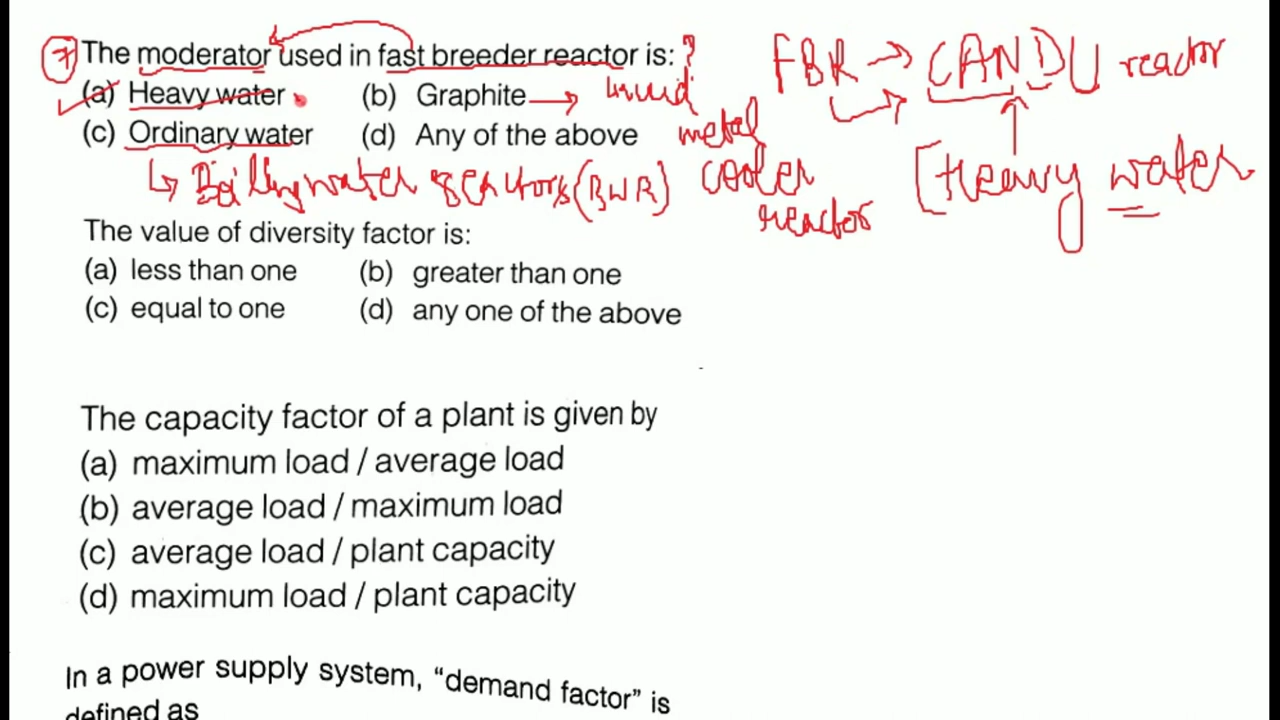 7 The moderator used in fast breeder reactor is: ?
(a) Heavy water (b) Graphite → liquid
(c) Ordinary water (d) Any of the above metal
↳ Boiling water reactors (BWR) cooler
reactor
FBR → CANDU reactor
[Heavy water
The value of diversity factor is:
(a) less than one (b) greater than one
(c) equal to one (d) any one of the above
The capacity factor of a plant is given by
(a) maximum load / average load
(b) average load / maximum load
(c) average load / plant capacity
(d) maximum load / plant capacity
In a power supply system, “demand factor” is
defined as